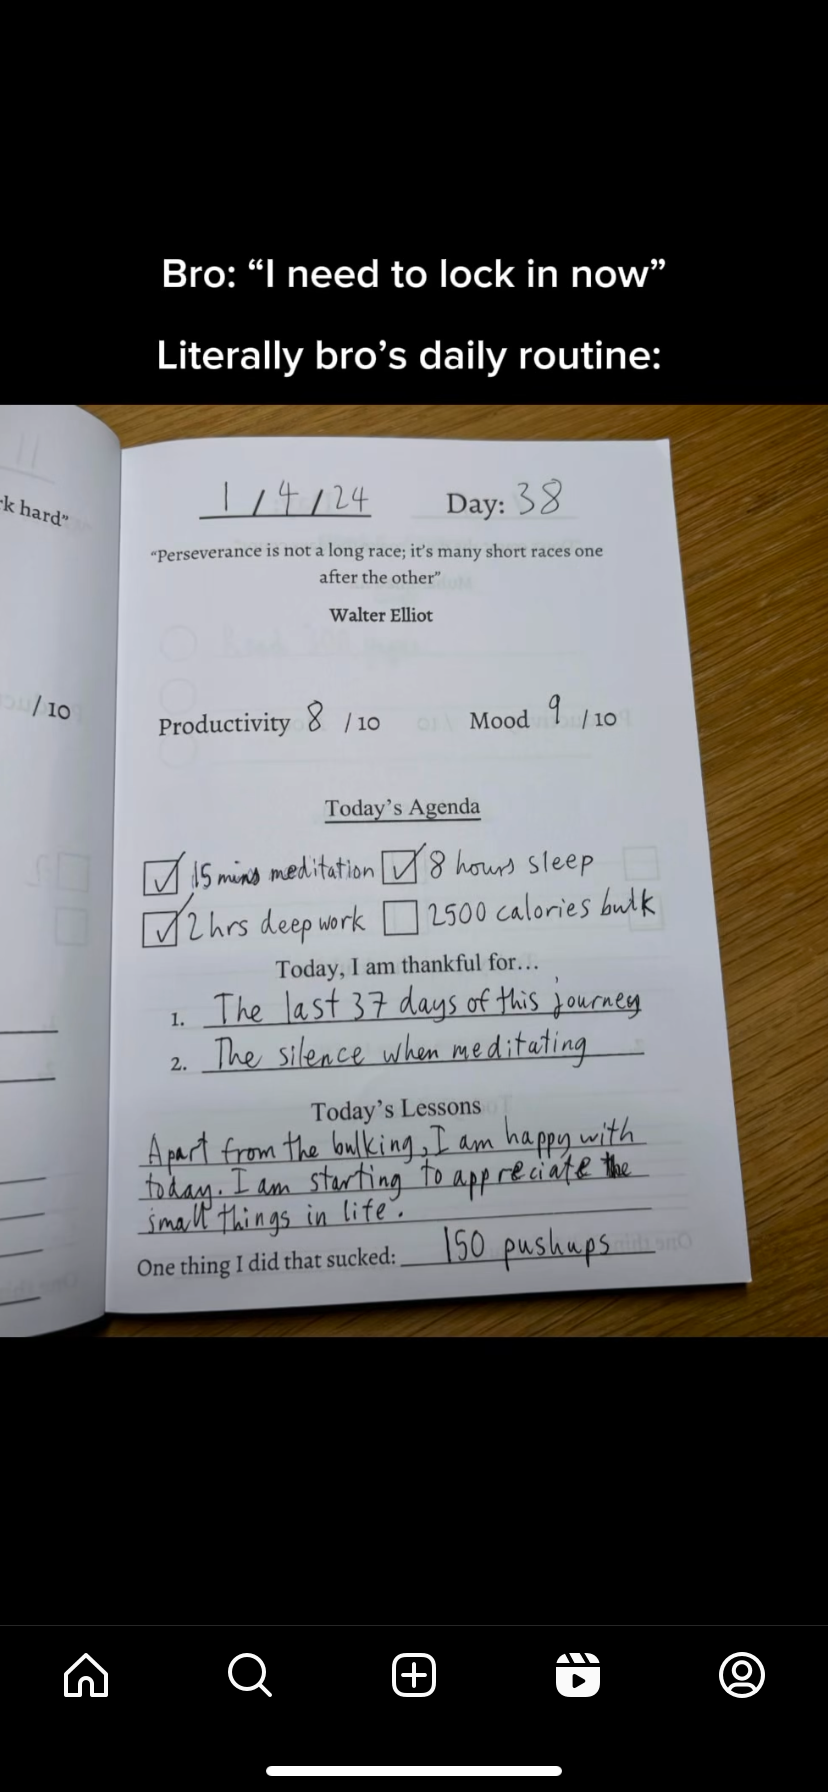 Bro: “I need to lock in now”
Literally bro’s daily routine:
k hard”
/ 10
1 / 4 / 24 Day: 38
“Perseverance is not a long race; it’s many short races one
after the other”
Walter Elliot
Productivity 8 / 10 Mood 9 / 10
Today’s Agenda
15 mins meditation 8 hours sleep
2 hrs deep work 2500 calories bulk
Today, I am thankful for...
1. The last 37 days of this journey
2. The silence when meditating
Today’s Lessons
Apart from the bulking, I am happy with
today. I am starting to appreciate the
small things in life.
One thing I did that sucked: 150 pushups